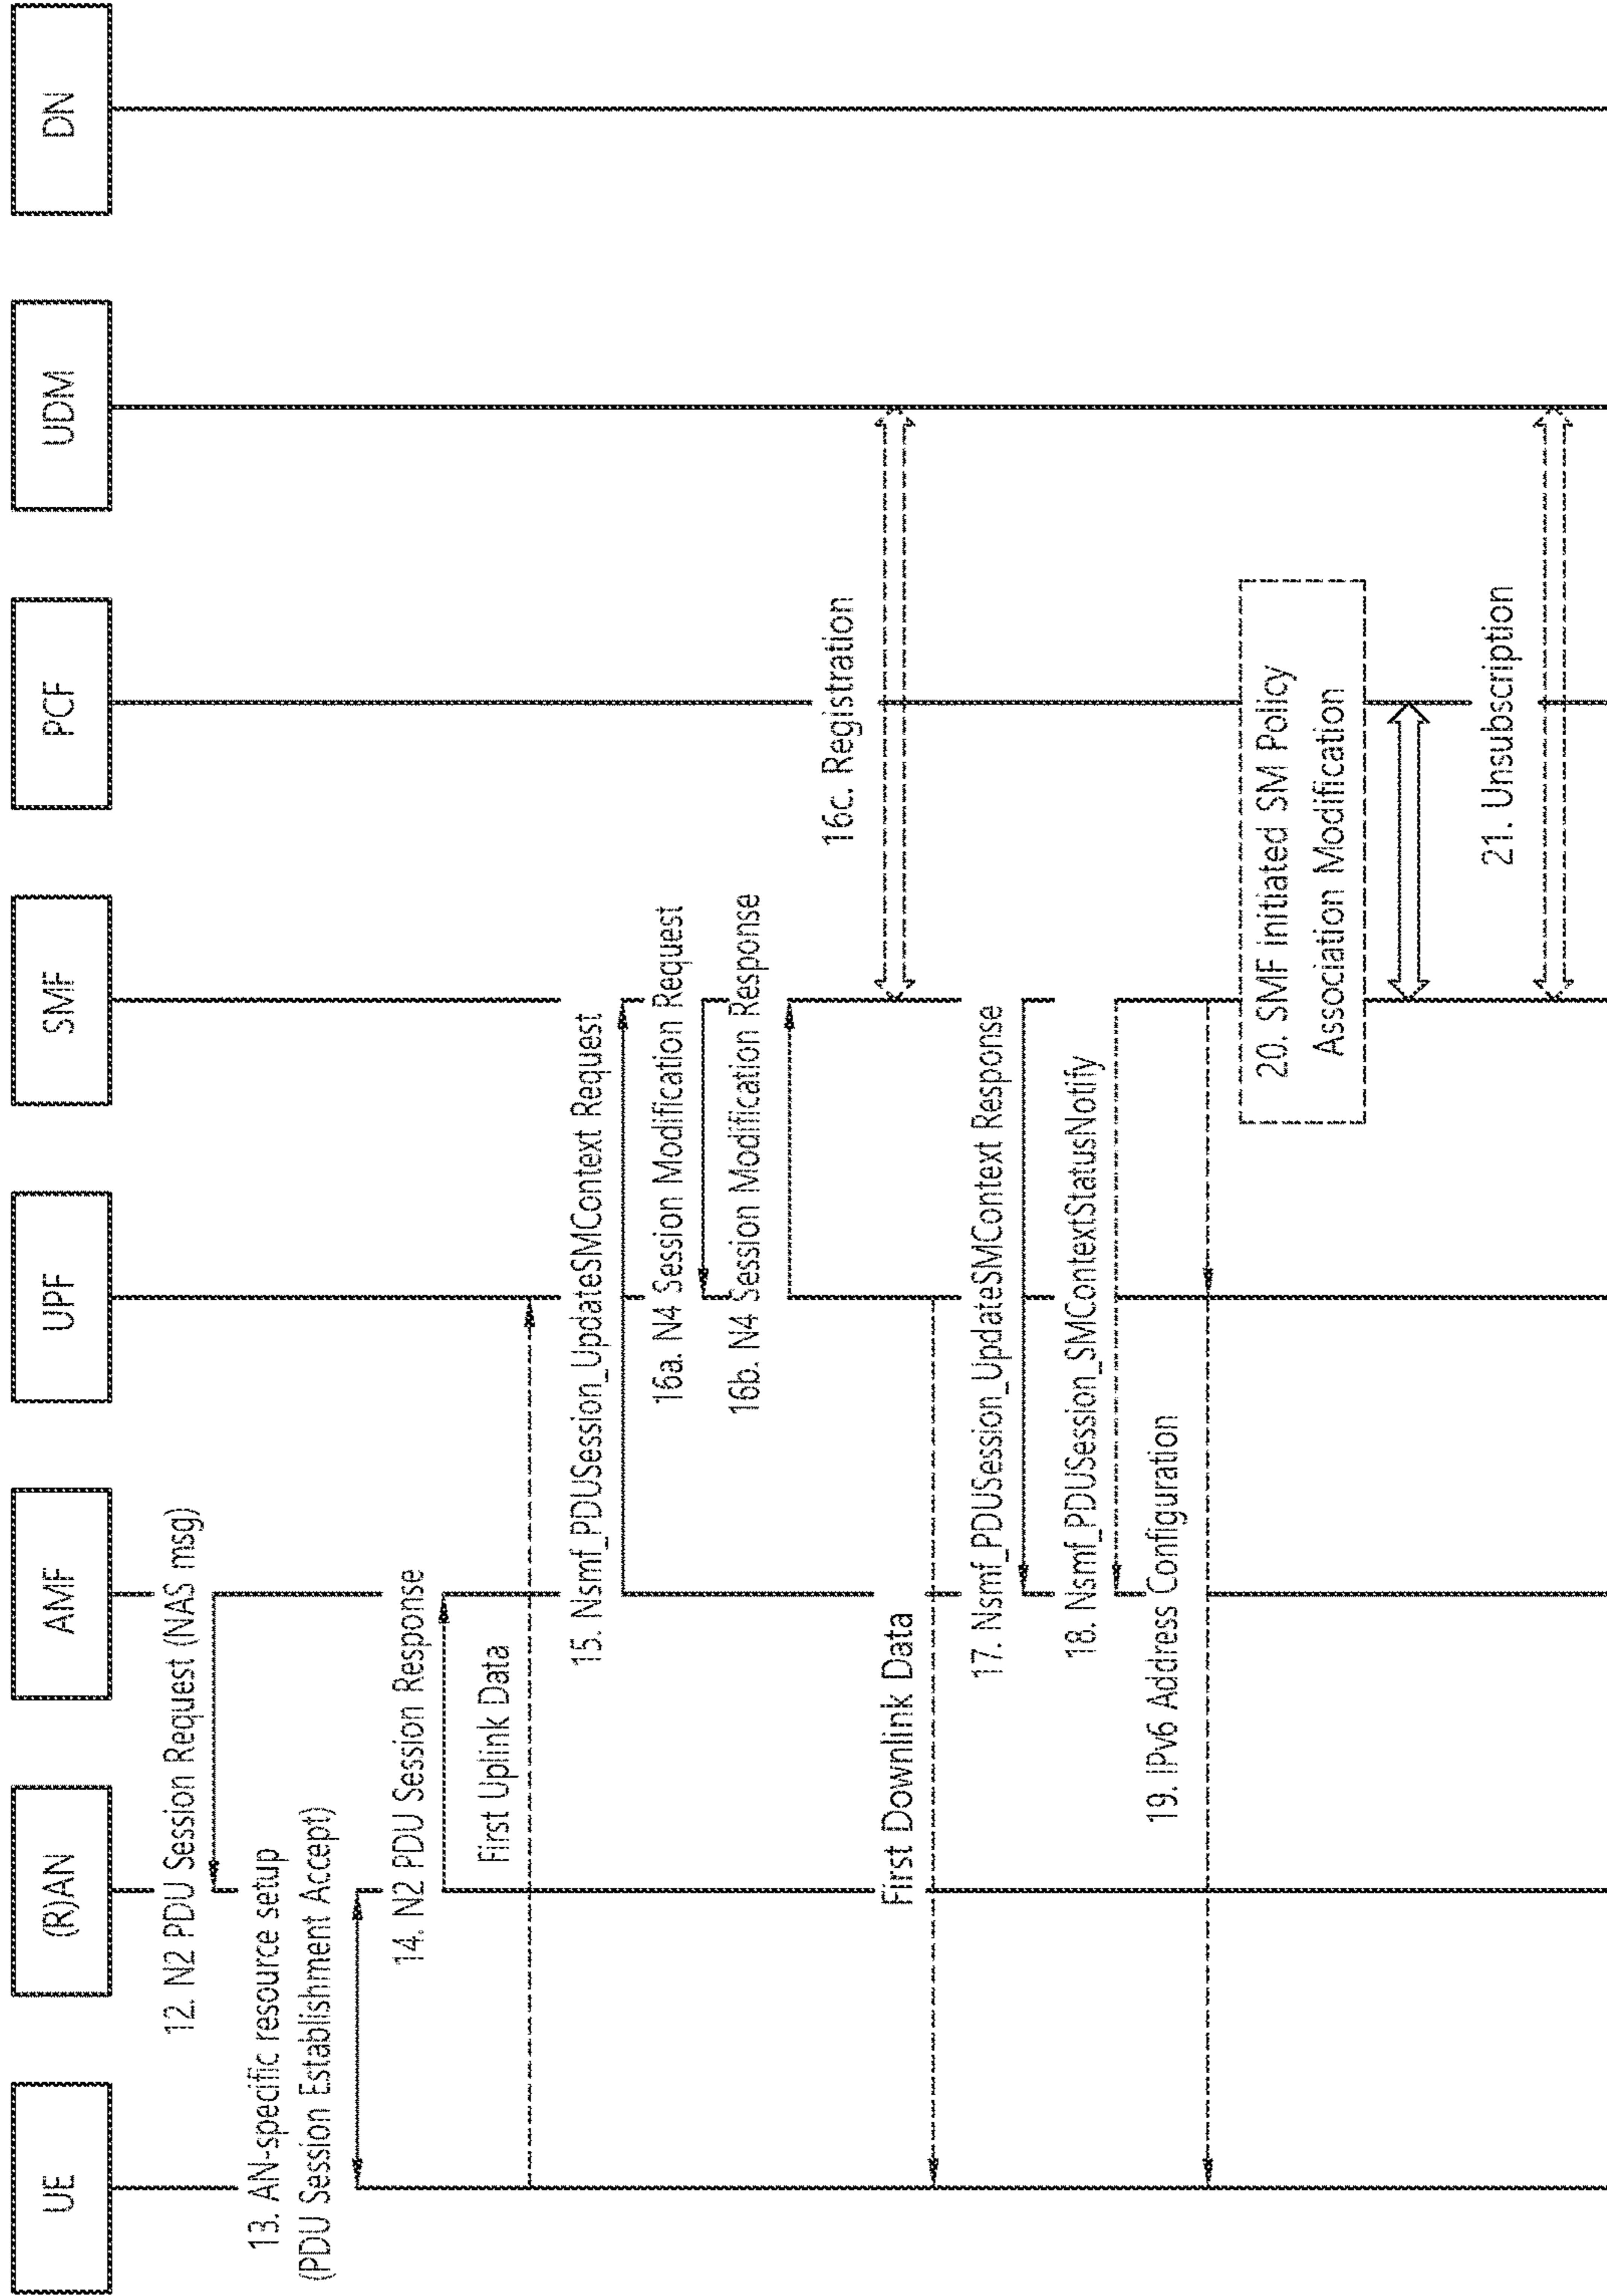 UE
(R)AN
AMF
UPF
SMF
PCF
UDM
DN
12. N2 PDU Session Request (NAS msg)
13. AN-specific resource setup
(PDU Session Establishment Accept)
14. N2 PDU Session Response
First Uplink Data
15. Nsmf_PDUSession_UpdateSMContext Request
16a. N4 Session Modification Request
16b. N4 Session Modification Response
16c. Registration
First Downlink Data
17. Nsmf_PDUSession_UpdateSMContext Response
18. Nsmf_PDUSession_SMContextStatusNotify
19. IPv6 Address Configuration
20. SMF initiated SM Policy
Association Modification
21. Unsubscription